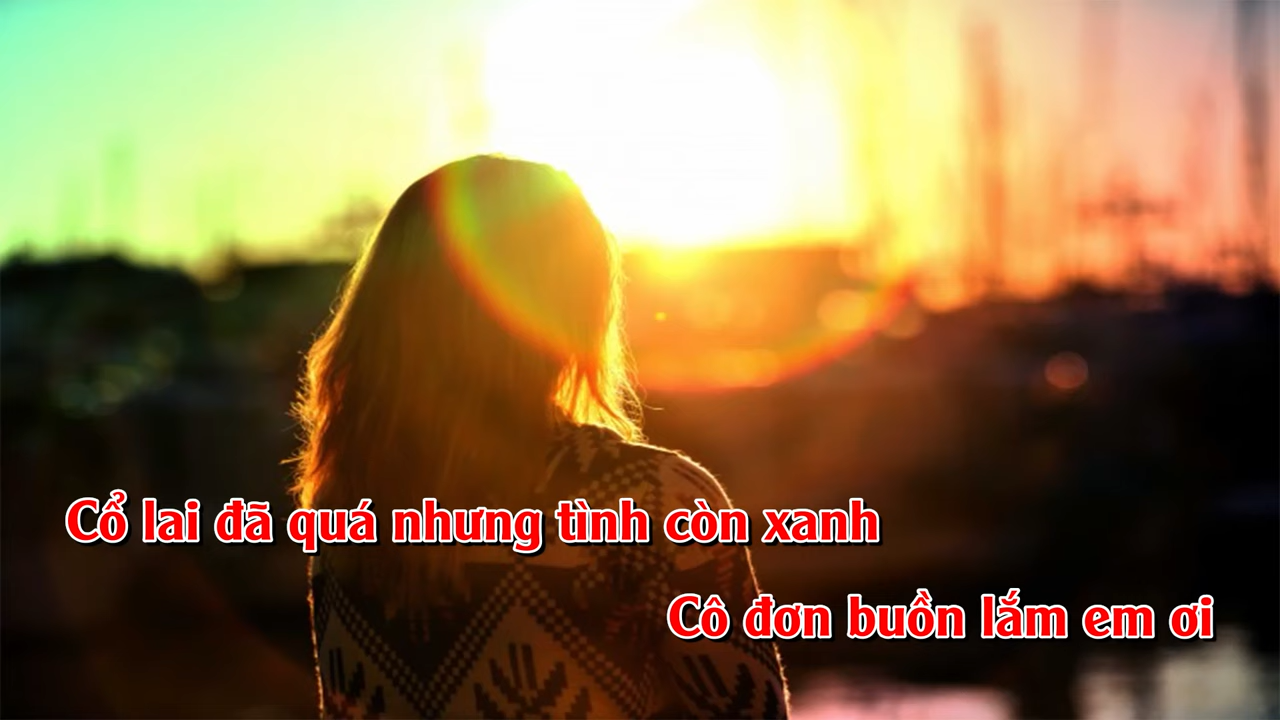 Cổ lai đã quá nhưng tình còn xanh
Cô đơn buồn lắm em ơi